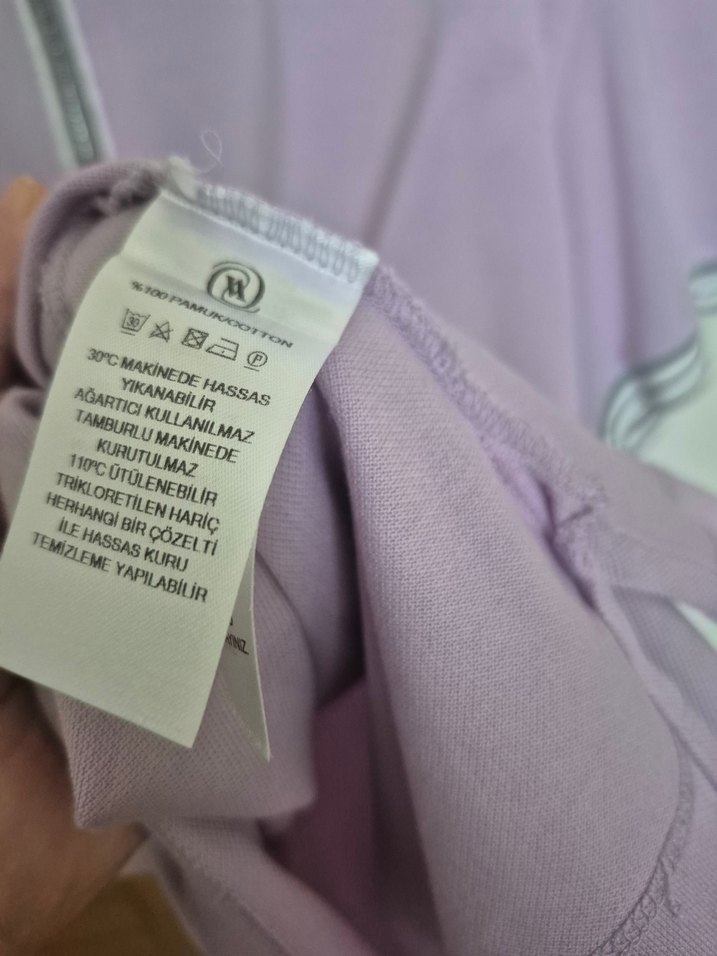 %100 PAMUK/COTTON
30
P
30°C MAKİNEDE HASSAS
YIKANABİLİR
AĞARTICI KULLANILMAZ
TAMBURLU MAKİNEDE
KURUTULMAZ
110°C ÜTÜLENEBİLİR
TRİKLORETİLEN HARİÇ
HERHANGİ BİR ÇÖZELTİ
İLE HASSAS KURU
TEMİZLEME YAPILABİLİR